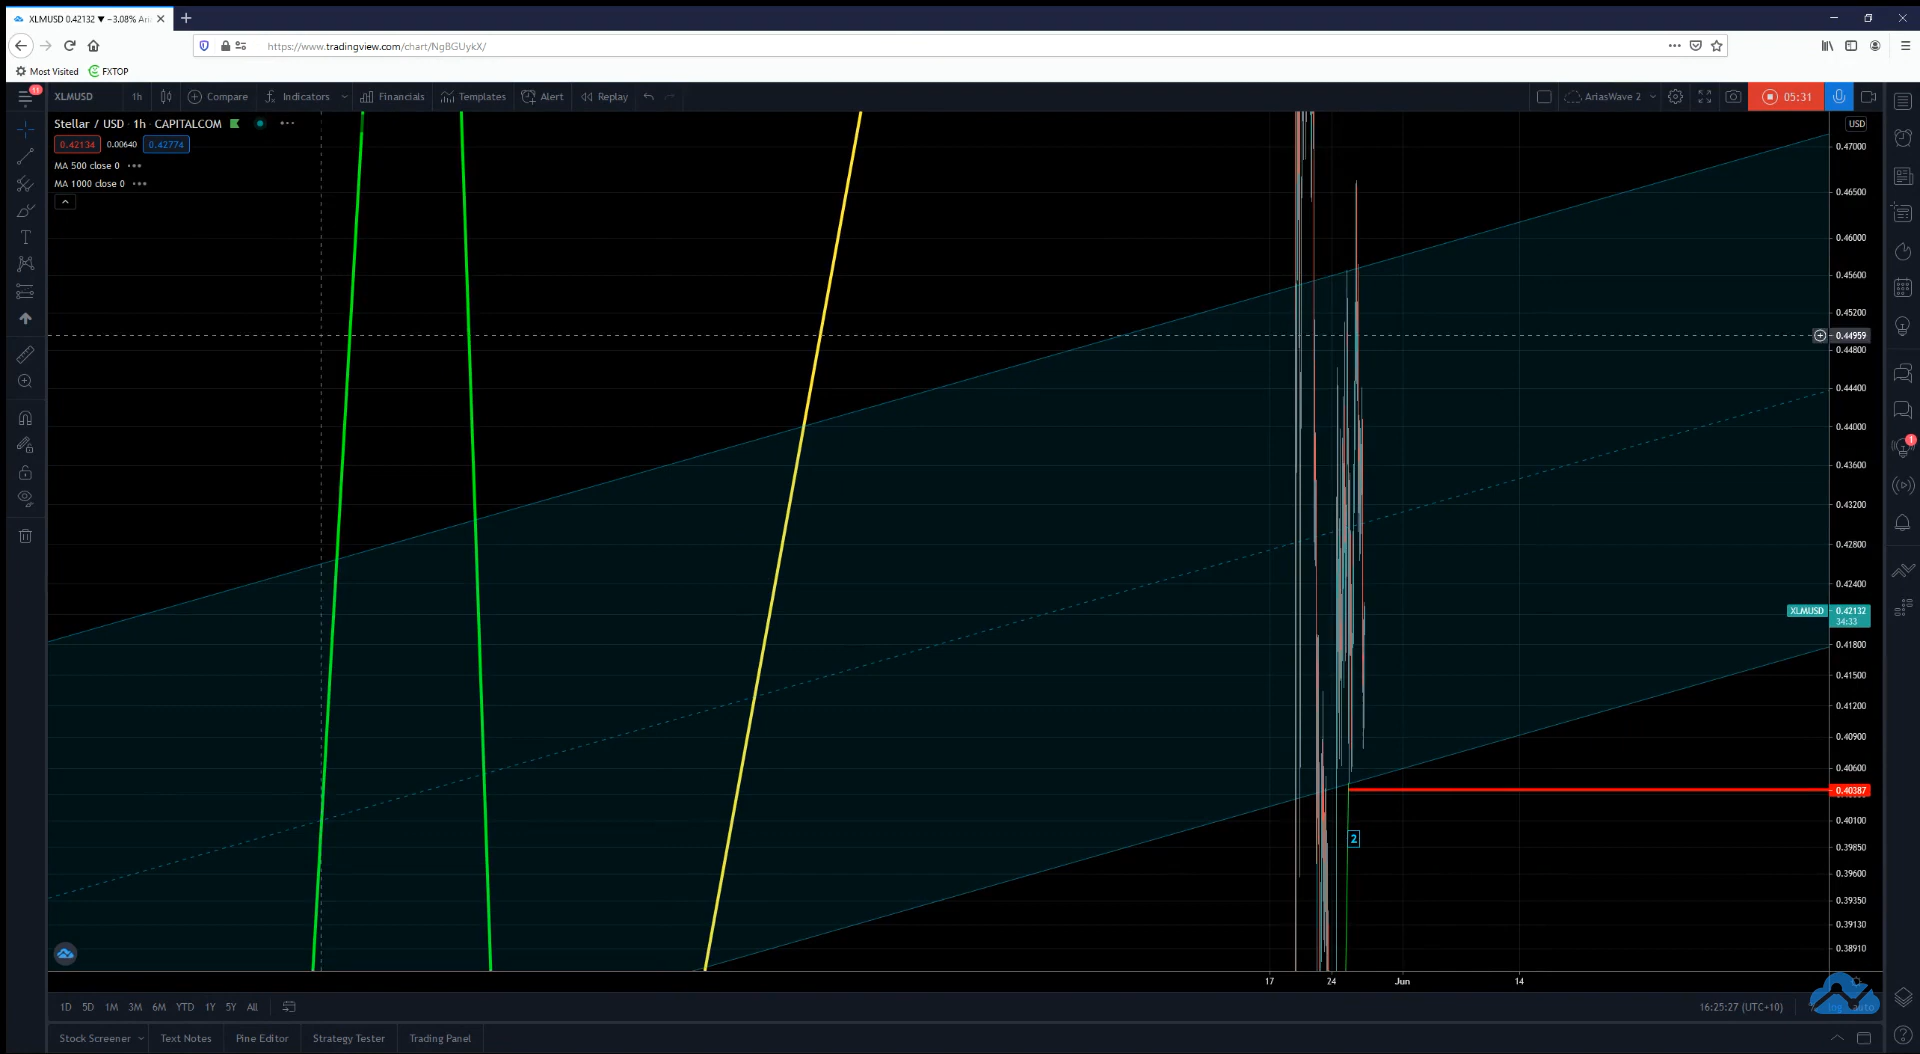 XLMUSD 0.42132 ▼ −3.08% Aria
https://www.tradingview.com/chart/NgBGUykX/
Most Visited FXTOP
11
XLMUSD 1h Compare Indicators Financials Templates Alert Replay AriasWave 2 05:31
Stellar / USD · 1h · CAPITALCOM
0.42134 0.00640 0.42774
MA 500 close 0
MA 1000 close 0
USD
0.47000
0.46500
0.46000
0.45600
0.45200
0.44959
0.44800
0.44400
0.44000
1
0.43600
0.43200
0.42800
0.42400
XLMUSD 0.42132
34:33
0.41800
0.41500
0.41200
0.40900
0.40600
0.40387
0.40100
2
0.39850
0.39600
0.39350
0.39130
0.38910
17 24 Jun 14
1D 5D 1M 3M 6M YTD 1Y 5Y All 16:25:27 (UTC+10) % log auto
Stock Screener Text Notes Pine Editor Strategy Tester Trading Panel